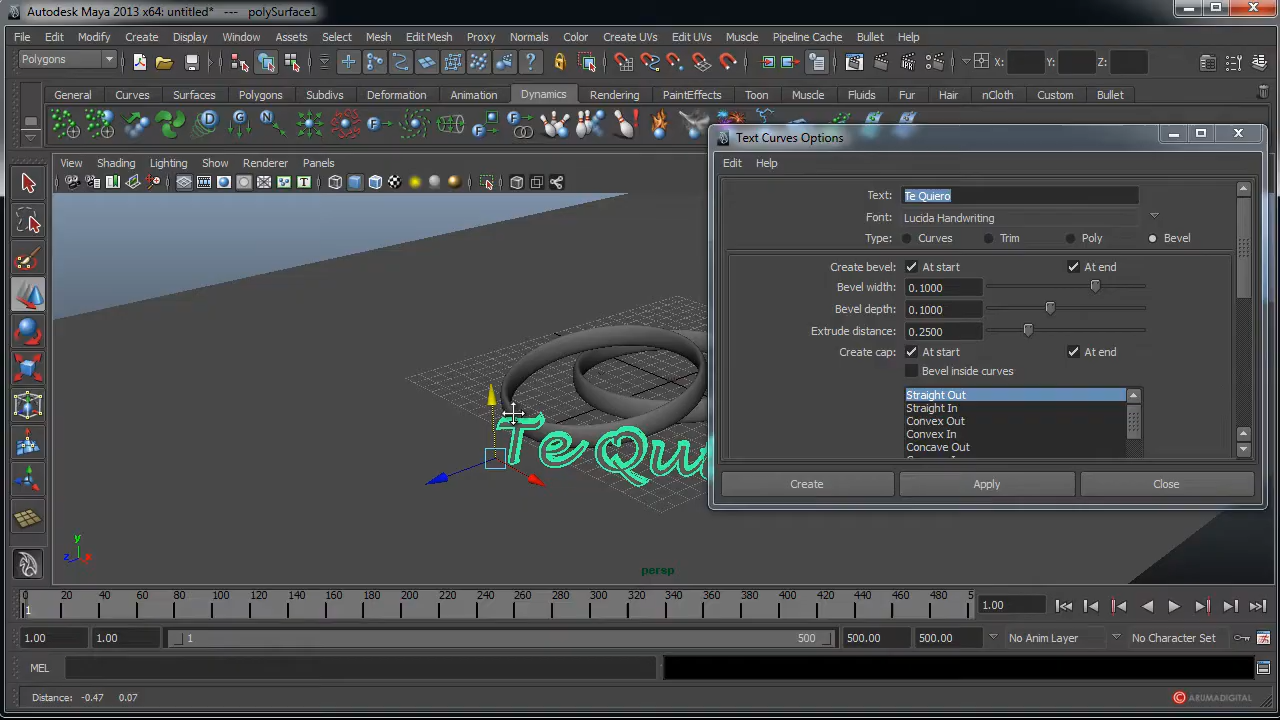 Autodesk Maya 2013 x64: untitled* --- polySurface1
File Edit Modify Create Display Window Assets Select Mesh Edit Mesh Proxy Normals Color Create UVs Edit UVs Muscle Pipeline Cache Bullet Help
Polygons X: Y: Z:
General Curves Surfaces Polygons Subdivs Deformation Animation Dynamics Rendering PaintEffects Toon Muscle Fluids Fur Hair nCloth Custom Bullet
Text Curves Options
View Shading Lighting Show Renderer Panels
Edit Help
Text: Te Quiero
Font: Lucida Handwriting
Type: Curves Trim Poly Bevel
Create bevel: At start At end
Bevel width: 0.1000
Bevel depth: 0.1000
Extrude distance: 0.2500
Create cap: At start At end
Bevel inside curves
Straight Out
Straight In
Convex Out
Convex In
Concave Out
Create Apply Close
Te Qui
y
z x
persp
0 20 40 60 80 100 120 140 160 180 200 220 240 260 280 300 320 340 360 380 400 420 440 460 480 5
1 1.00
1.00 1.00 1 500 500.00 500.00 No Anim Layer No Character Set
MEL
Distance: -0.47 0.07
© ARUMADIGITAL